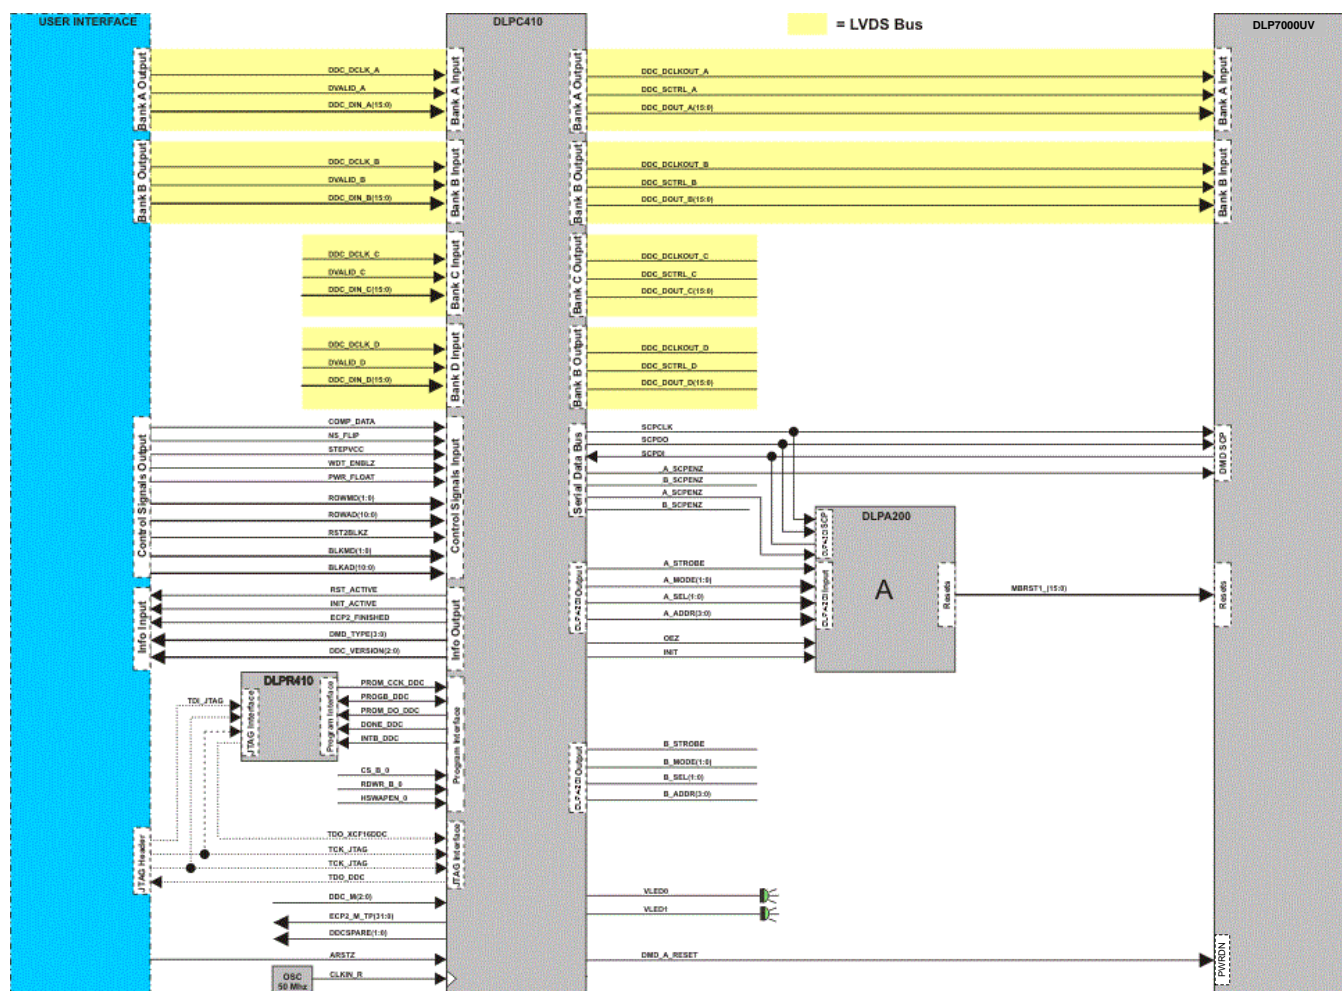 USER INTERFACE
DLPC410
= LVDS Bus
DLP7000UV
Bank A Output
DDC_DCLK_A
DVALID_A
DDC_DIN_A(15:0)
Bank A Input
Bank A Output
DDC_DCLKOUT_A
DDC_SCTRL_A
DDC_DOUT_A(15:0)
Bank A Input
Bank B Output
DDC_DCLK_B
DVALID_B
DDC_DIN_B(15:0)
Bank B Input
Bank B Output
DDC_DCLKOUT_B
DDC_SCTRL_B
DDC_DOUT_B(15:0)
Bank B Input
DDC_DCLK_C
DVALID_C
DDC_DIN_C(15:0)
Bank C Input
Bank C Output
DDC_DCLKOUT_C
DDC_SCTRL_C
DDC_DOUT_C(15:0)
DDC_DCLK_D
DVALID_D
DDC_DIN_D(15:0)
Bank D Input
Bank B Output
DDC_DCLKOUT_D
DDC_SCTRL_D
DDC_DOUT_D(15:0)
Control Signals Output
COMP_DATA
NS_FLIP
STEPVCC
WDT_ENBLZ
PWR_FLOAT
ROWMD(1:0)
ROWAD(10:0)
RST2BLKZ
BLKMD(1:0)
BLKAD(10:0)
Control Signals Input
Serial Data Bus
SCPCLK
SCPDO
SCPDI
A_SCPENZ
B_SCPENZ
A_SCPENZ
B_SCPENZ
DMD SCP
DLPA200
DLPA200 SCP
A
DLPA200 Output
A_STROBE
A_MODE(1:0)
A_SEL(1:0)
A_ADDR(3:0)
OEZ
INIT
DLPA200 Input
Resets
MBRST1_(15:0)
Resets
Info Input
RST_ACTIVE
INIT_ACTIVE
ECP2_FINISHED
DMD_TYPE(3:0)
DDC_VERSION(2:0)
Info Output
DLPR410
TDI_JTAG
JTAG Interface
Program Interface
PROM_CCK_DDC
PROGB_DDC
PROM_DO_DDC
DONE_DDC
INTB_DDC
CS_B_0
RDWR_B_0
HSWAPEN_0
Program Interface
DLPA200 Output
B_STROBE
B_MODE(1:0)
B_SEL(1:0)
B_ADDR(3:0)
JTAG Header
TDO_XCF16DDC
TCK_JTAG
TCK_JTAG
TDO_DDC
JTAG Interface
DDC_M(2:0)
ECP2_M_TP(31:0)
DDCSPARE(1:0)
VLED0
VLED1
ARSTZ
DMD_A_RESET
PWRDN
OSC
50 Mhz
CLKIN_R